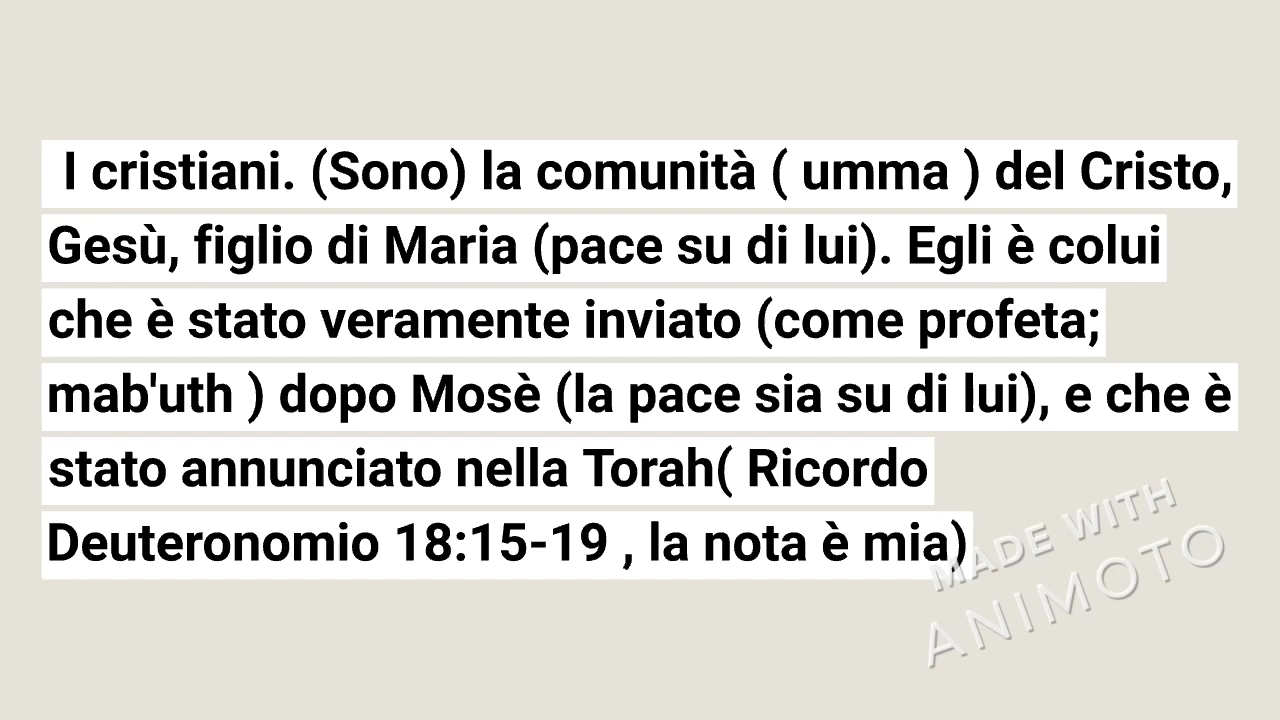 I cristiani. (Sono) la comunità ( umma ) del Cristo,
Gesù, figlio di Maria (pace su di lui). Egli è colui
che è stato veramente inviato (come profeta;
mab'uth ) dopo Mosè (la pace sia su di lui), e che è
stato annunciato nella Torah( Ricordo
Deuteronomio 18:15-19 , la nota è mia)
MADE WITH
ANIMOTO